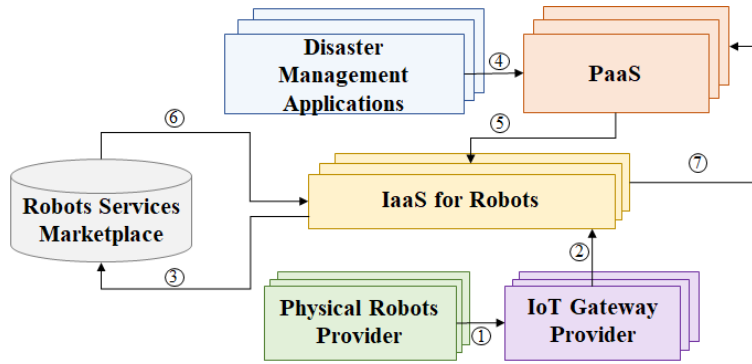 Disaster
Management
Applications
④
PaaS
⑥
⑤
⑦
Robots Services
Marketplace
IaaS for Robots
②
③
Physical Robots
Provider
①
IoT Gateway
Provider